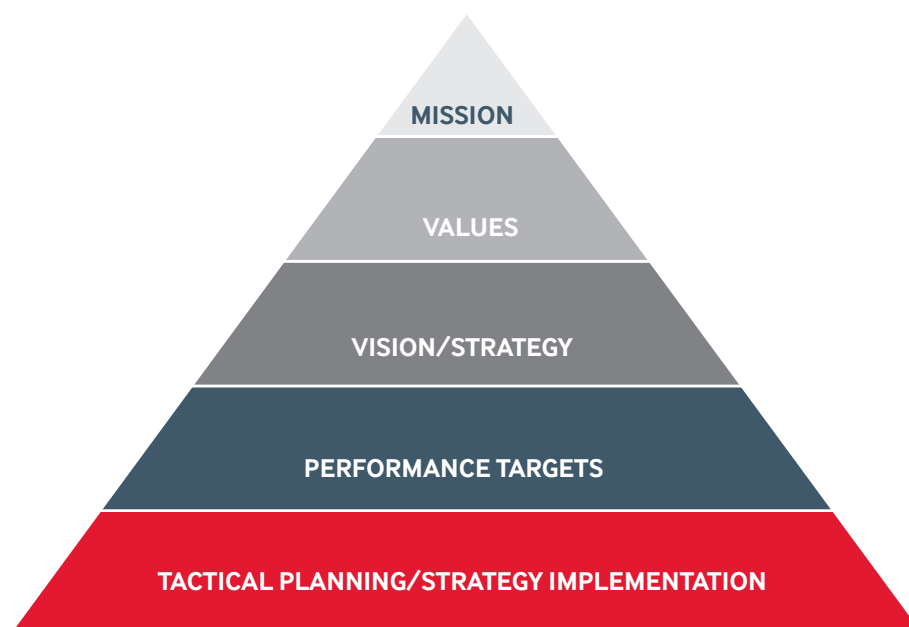 MISSION
VALUES
VISION/STRATEGY
PERFORMANCE TARGETS
TACTICAL PLANNING/STRATEGY IMPLEMENTATION